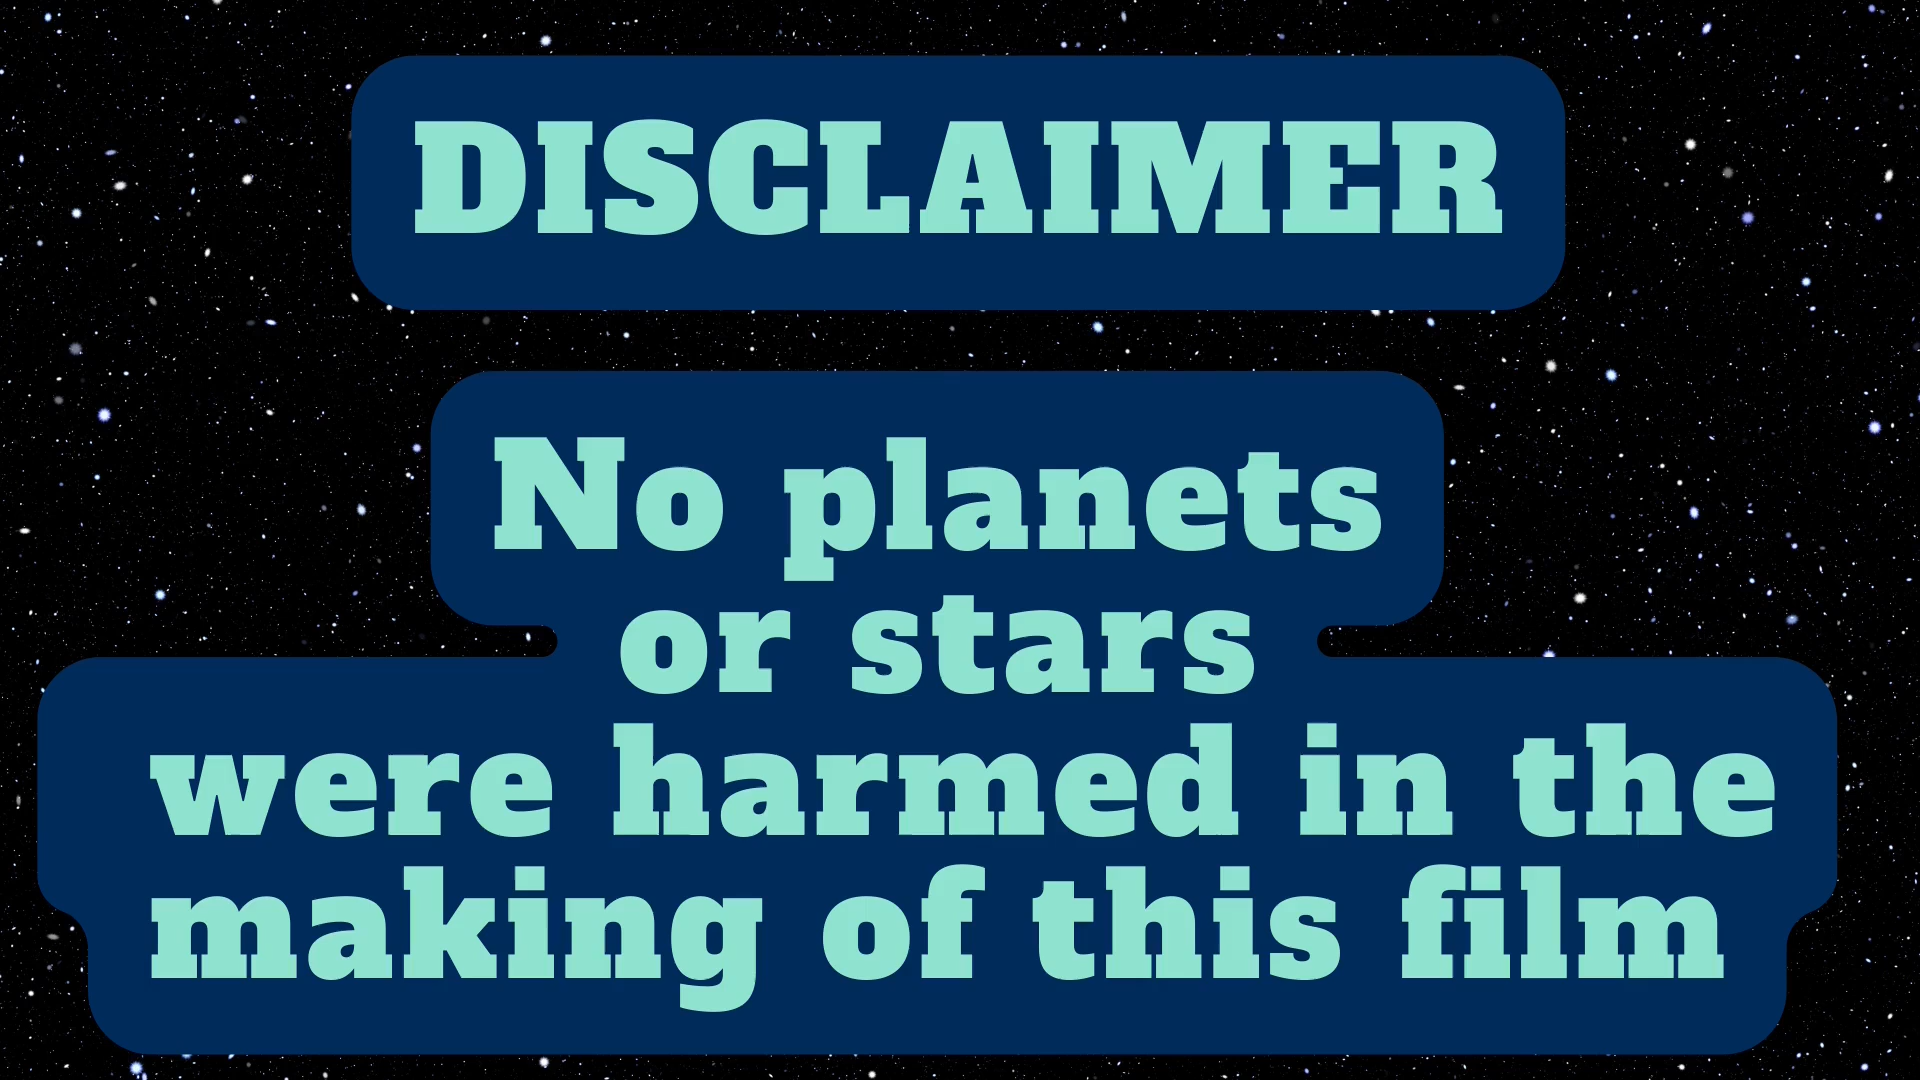 DISCLAIMER
No planets
or stars
were harmed in the
making of this film